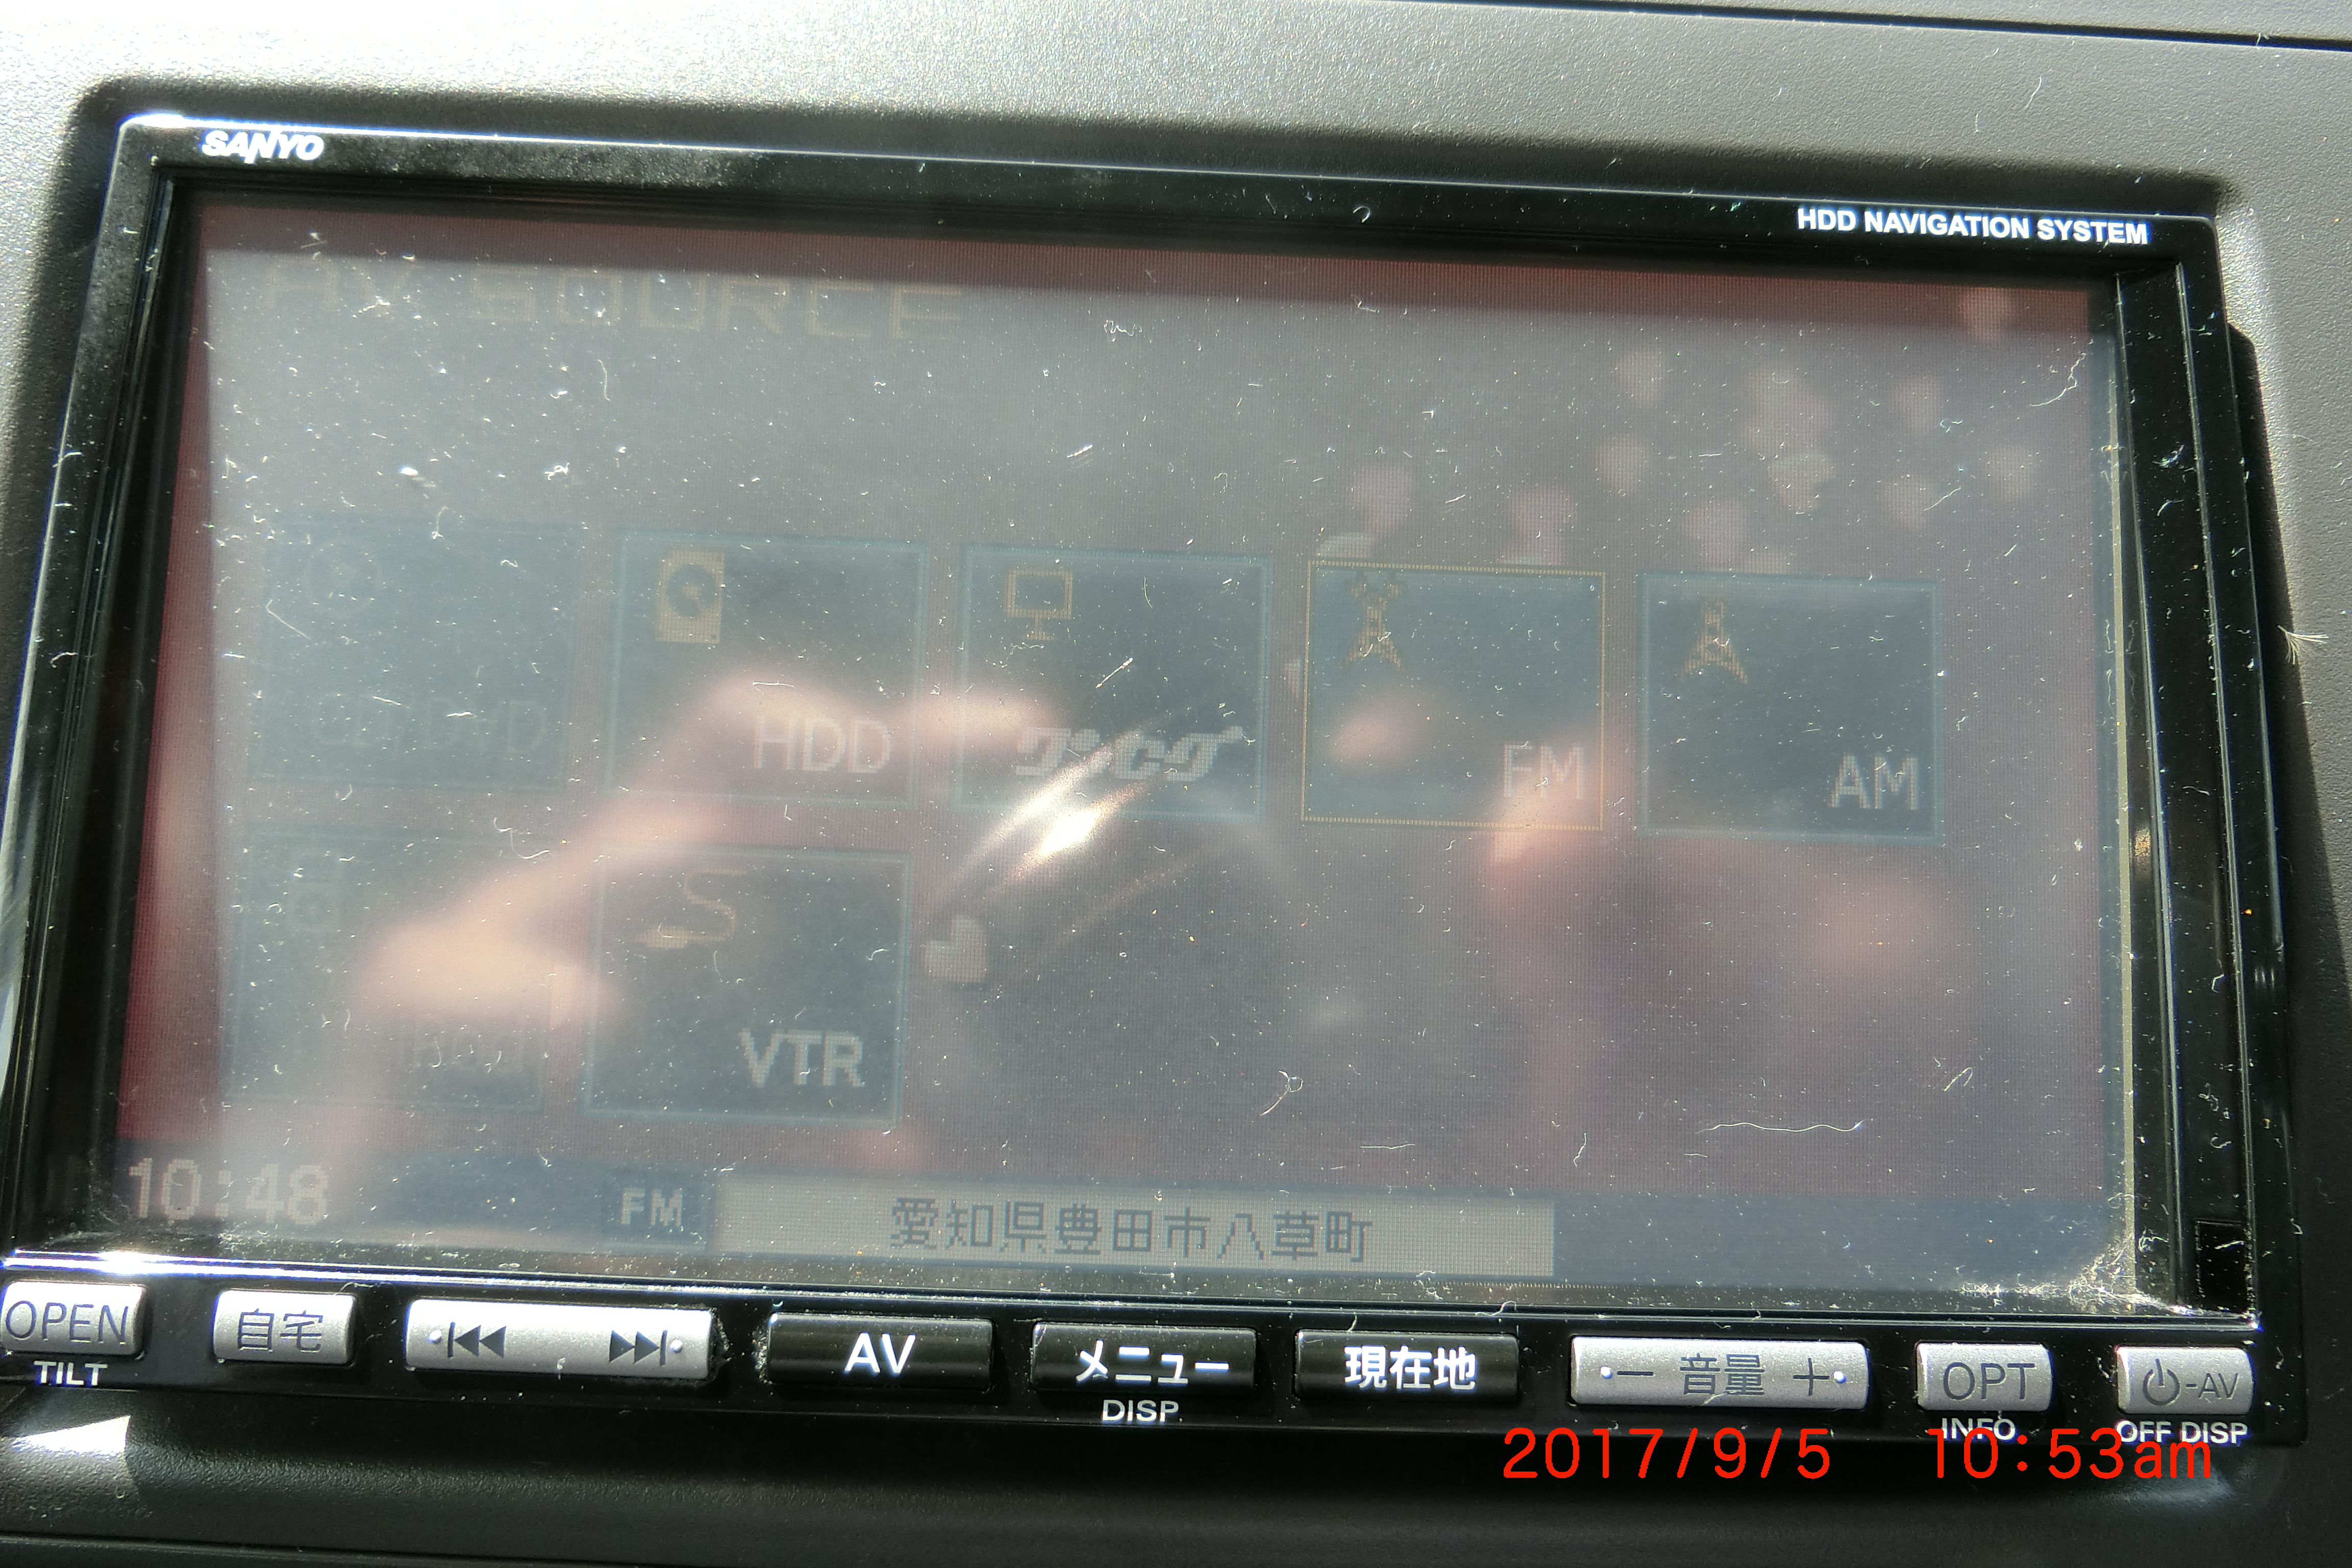 SANYO
HDD NAVIGATION SYSTEM
AV SOURCE
CD/DVD
HDD
ワンセグ
FM
AM
VTR
10:48
FM
愛知県豊田市八草町
OPEN
自宅
AV
メニュー
現在地
− 音量 +
OPT
-AV
TILT
DISP
INFO
OFF DISP
2017/9/5 10:53am